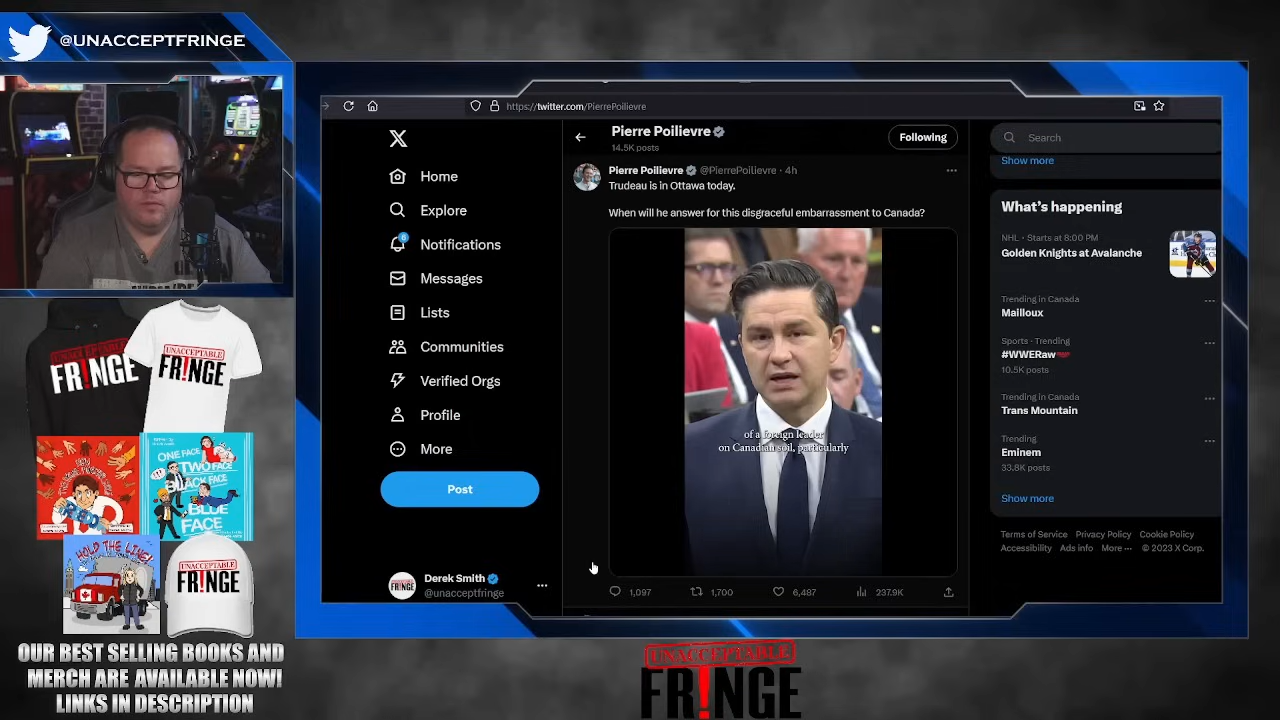 @UNACCEPTFRINGE
https://twitter.com/PierrePoilievre
Pierre Poilievre
14.5K posts
Following
Search
Home
Explore
6
Notifications
Messages
Lists
Communities
Verified Orgs
Profile
More
Post
Derek Smith
@unacceptfringe
Pierre Poilievre @PierrePoilievre · 4h
Trudeau is in Ottawa today.
When will he answer for this disgraceful embarrassment to Canada?
of a foreign leader
on Canadian soil, particularly
1,097
1,700
6,487
237.9K
Show more
What's happening
NHL · Starts at 8:00 PM
Golden Knights at Avalanche
Trending in Canada
Mailloux
Sports · Trending
#WWERaw
10.5K posts
Trending in Canada
Trans Mountain
Trending
Eminem
33.8K posts
Show more
Terms of Service Privacy Policy Cookie Policy
Accessibility Ads info More ··· © 2023 X Corp.
UNACCEPTABLE
FR!NGE
UNACCEPTABLE
FR!NGE
ONE FACE
TWO FACE
BLACK FACE
BLUE
FACE
HOLD THE LINE!
UNACCEPTABLE
FR!NGE
OUR BEST SELLING BOOKS AND
MERCH ARE AVAILABLE NOW!
LINKS IN DESCRIPTION
UNACCEPTABLE
FR!NGE